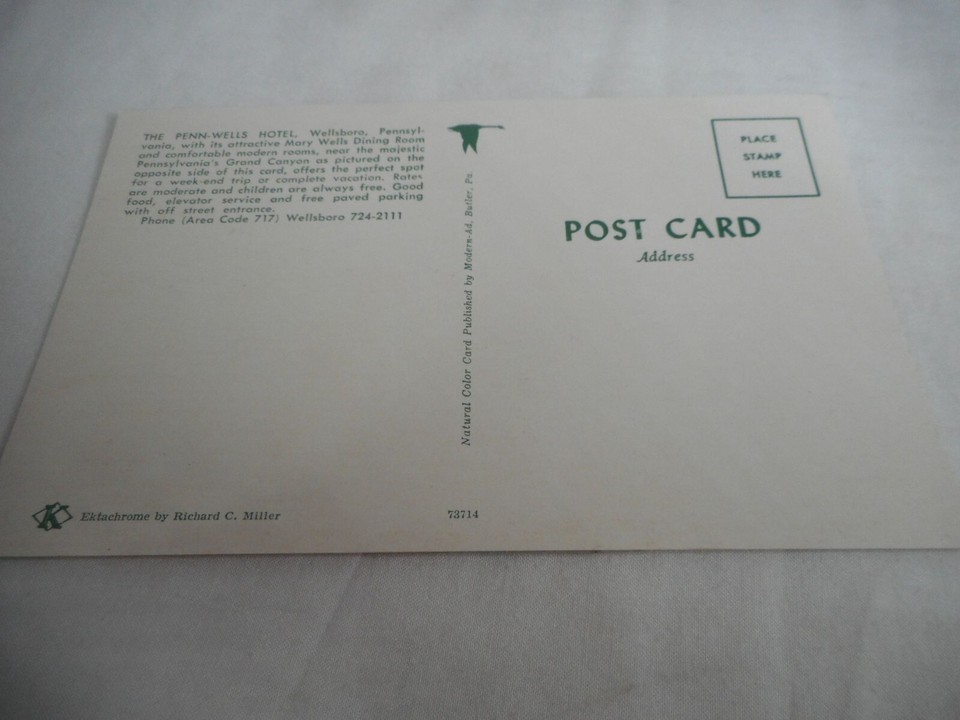 THE PENN-WELLS HOTEL, Wellsboro, Pennsyl-
vania, with its attractive Mary Wells Dining Room
and comfortable modern rooms, near the majestic
Pennsylvania's Grand Canyon as pictured on the
opposite side of this card, offers the perfect spot
for a week-end trip or complete vacation. Rates
are moderate and children are always free. Good
food, elevator service and free paved parking
with off street entrance.
Phone (Area Code 717) Wellsboro 724-2111
K Ektachrome by Richard C. Miller
Natural Color Card Published by Modern-Ad, Butler, Pa.
73714
PLACE
STAMP
HERE
POST CARD
Address